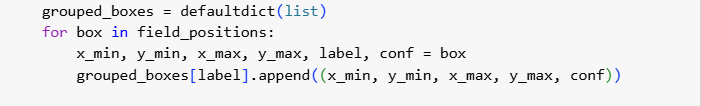 grouped_boxes = defaultdict(list)
for box in field_positions:
    x_min, y_min, x_max, y_max, label, conf = box
    grouped_boxes[label].append((x_min, y_min, x_max, y_max, conf))